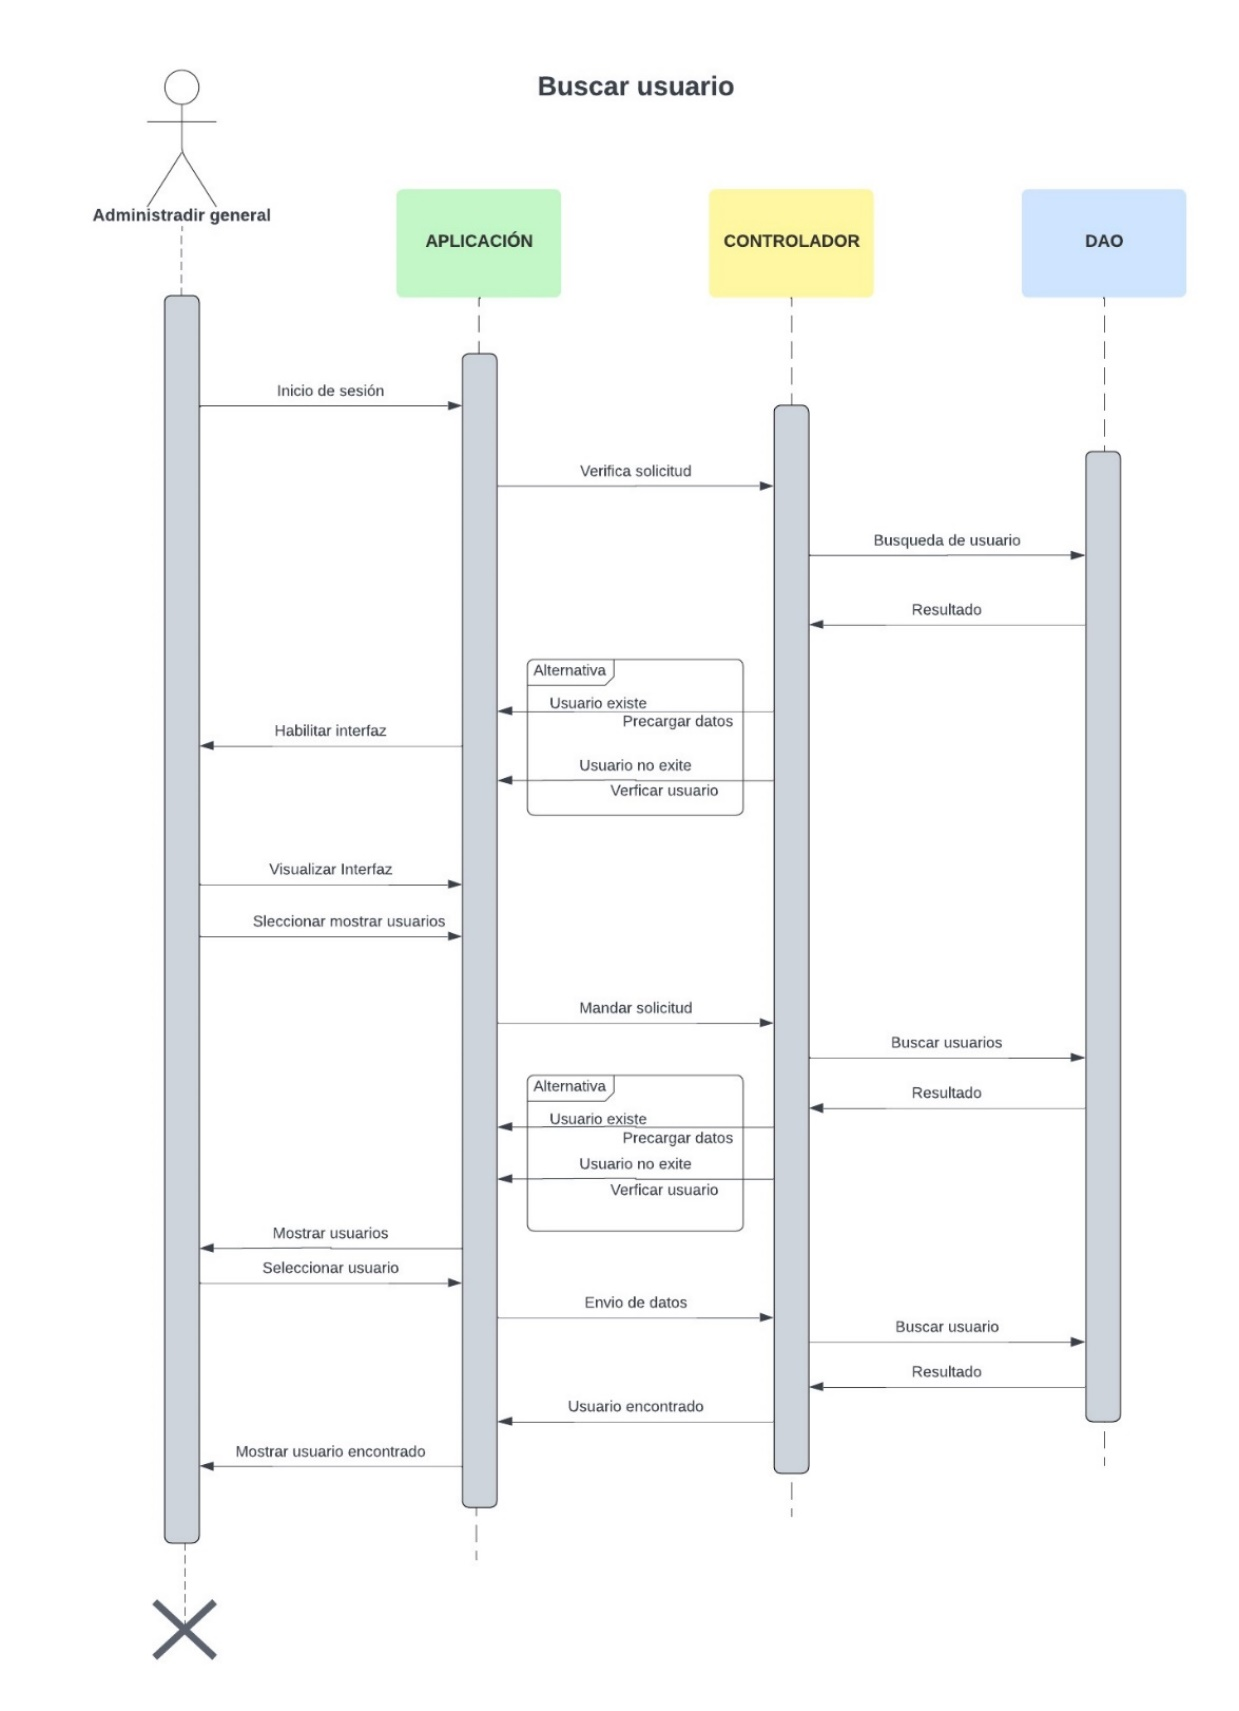 Buscar usuario
Administradir general
APLICACIÓN
CONTROLADOR
DAO
Inicio de sesión
Verifica solicitud
Busqueda de usuario
Resultado
Alternativa
Usuario existe
Precargar datos
Habilitar interfaz
Usuario no exite
Verficar usuario
Visualizar Interfaz
Sleccionar mostrar usuarios
Mandar solicitud
Buscar usuarios
Alternativa
Resultado
Usuario existe
Precargar datos
Usuario no exite
Verficar usuario
Mostrar usuarios
Seleccionar usuario
Envio de datos
Buscar usuario
Resultado
Usuario encontrado
Mostrar usuario encontrado